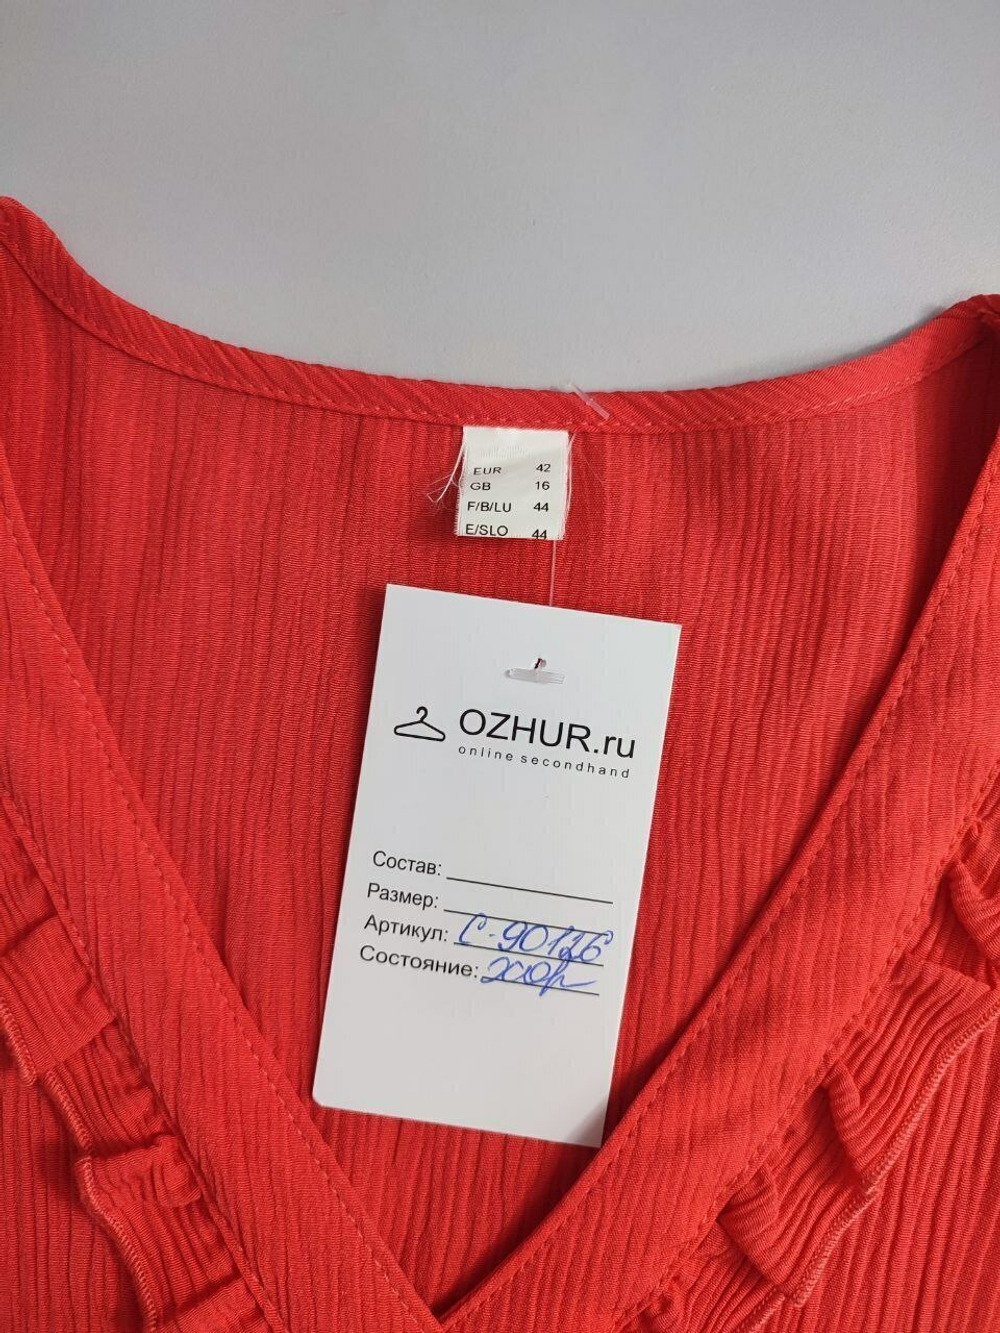 EUR 42
GB 16
F/B/LU 44
E/SLO 44
OZHUR.ru
online secondhand
Состав:
Размер:
Артикул: С-90126
Состояние: хор